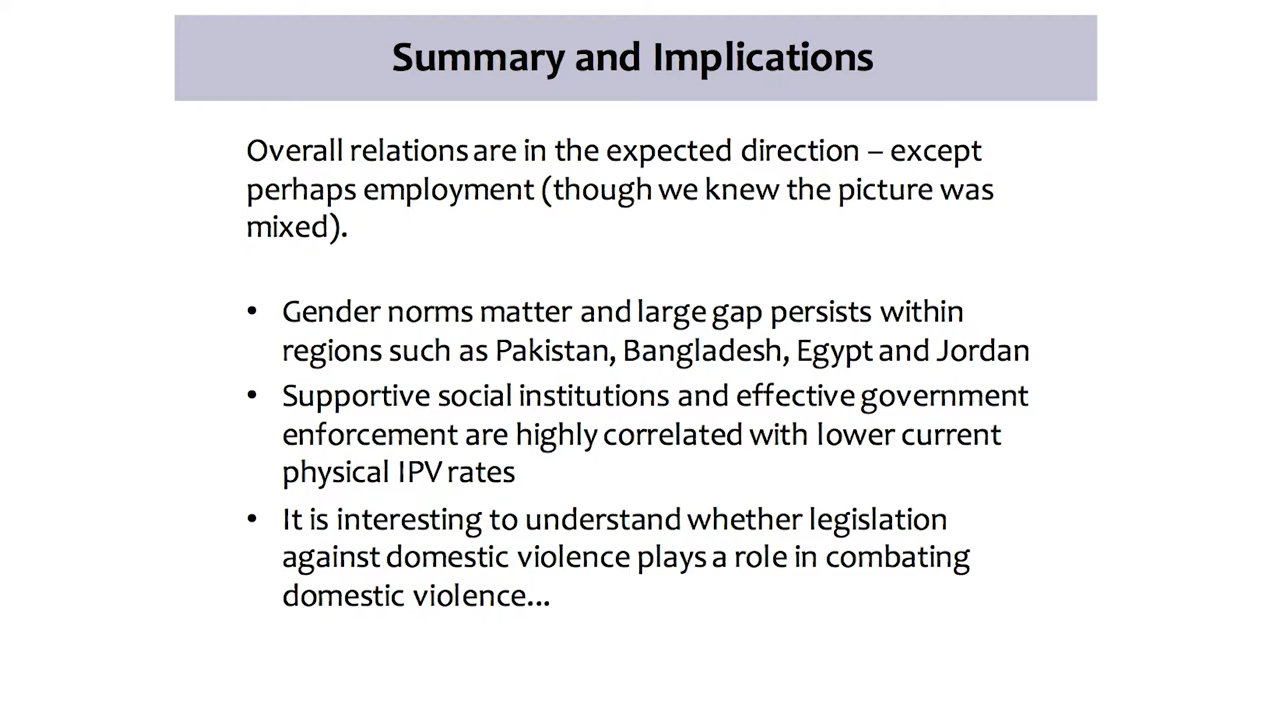 Summary and Implications
Overall relations are in the expected direction – except
perhaps employment (though we knew the picture was
mixed).
• Gender norms matter and large gap persists within
regions such as Pakistan, Bangladesh, Egypt and Jordan
• Supportive social institutions and effective government
enforcement are highly correlated with lower current
physical IPV rates
• It is interesting to understand whether legislation
against domestic violence plays a role in combating
domestic violence...